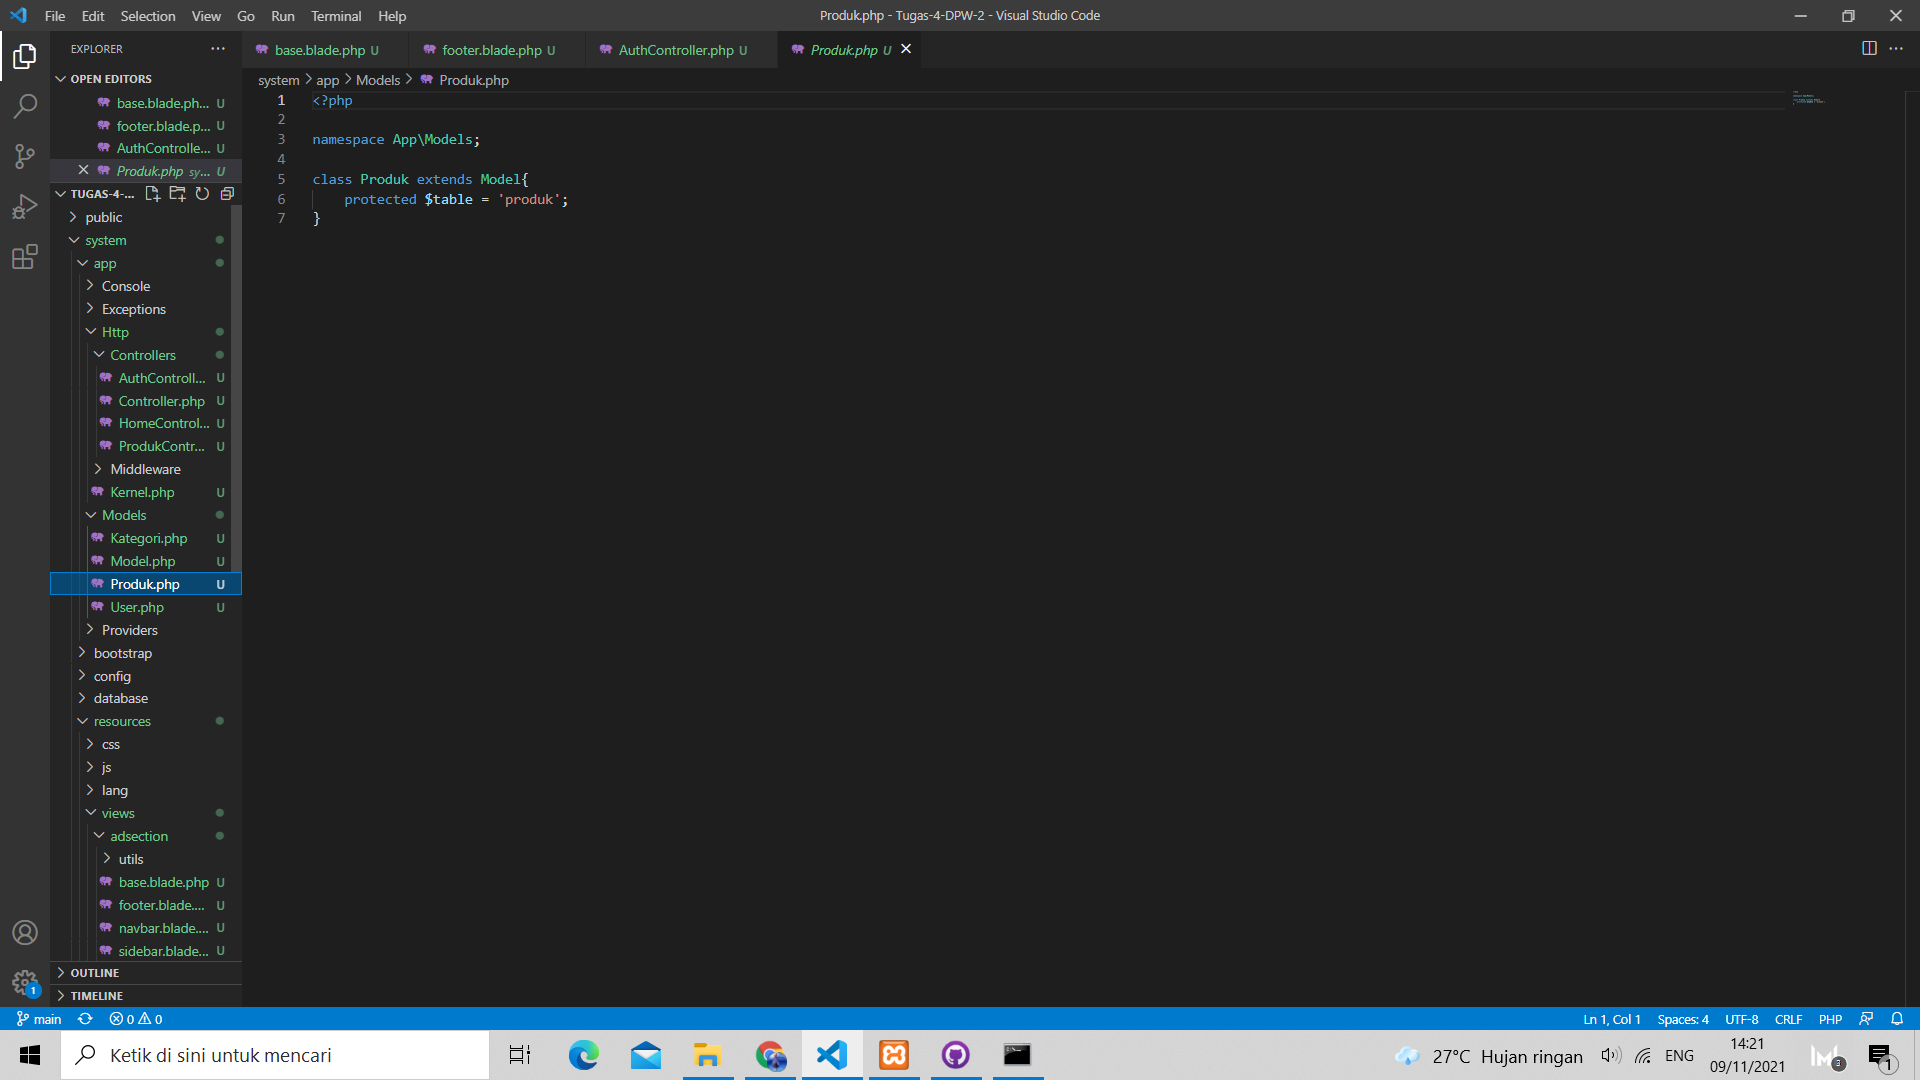 File Edit Selection View Go Run Terminal Help
Produk.php - Tugas-4-DPW-2 - Visual Studio Code
EXPLORER
OPEN EDITORS
base.blade.ph... U
footer.blade.p... U
AuthControlle... U
Produk.php sy... U
TUGAS-4-...
public
system
app
Console
Exceptions
Http
Controllers
AuthControll... U
Controller.php U
HomeControl... U
ProdukContr... U
Middleware
Kernel.php U
Models
Kategori.php U
Model.php U
Produk.php U
User.php U
Providers
bootstrap
config
database
resources
css
js
lang
views
adsection
utils
base.blade.php U
footer.blade.... U
navbar.blade.... U
sidebar.blade... U
OUTLINE
TIMELINE
base.blade.php U
footer.blade.php U
AuthController.php U
Produk.php U
system > app > Models > Produk.php
1 <?php
2
3 namespace App\Models;
4
5 class Produk extends Model{
6 protected $table = 'produk';
7 }
1
main 0 0
Ln 1, Col 1 Spaces: 4 UTF-8 CRLF PHP
Ketik di sini untuk mencari
27°C Hujan ringan
ENG
14:21
09/11/2021
3
1